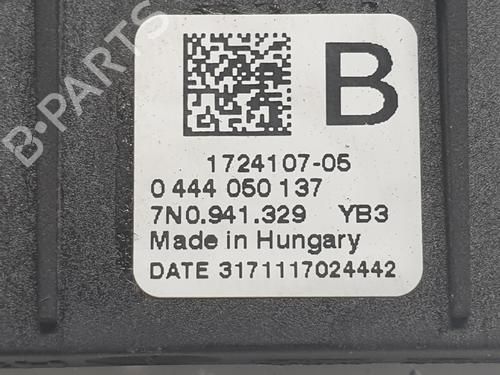 B-PARTS
B
1724107-05
0 444 050 137
7N0.941.329 YB3
Made in Hungary
DATE 3171117024442